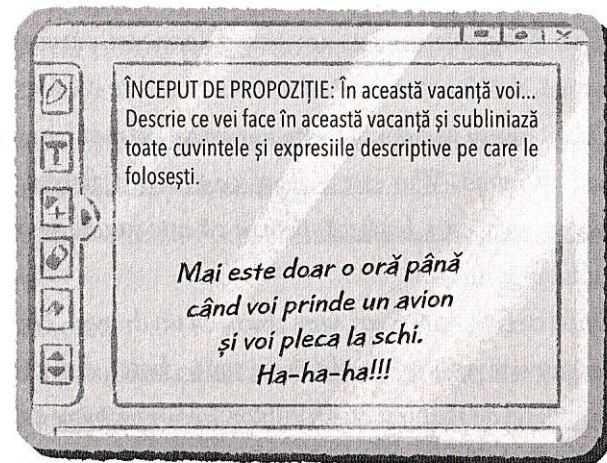 ÎNCEPUT DE PROPOZIȚIE: În această vacanță voi...
Descrie ce vei face în această vacanță și subliniază
toate cuvintele și expresiile descriptive pe care le
folosești.
Mai este doar o oră până
când voi prinde un avion
și voi pleca la schi.
Ha-ha-ha!!!